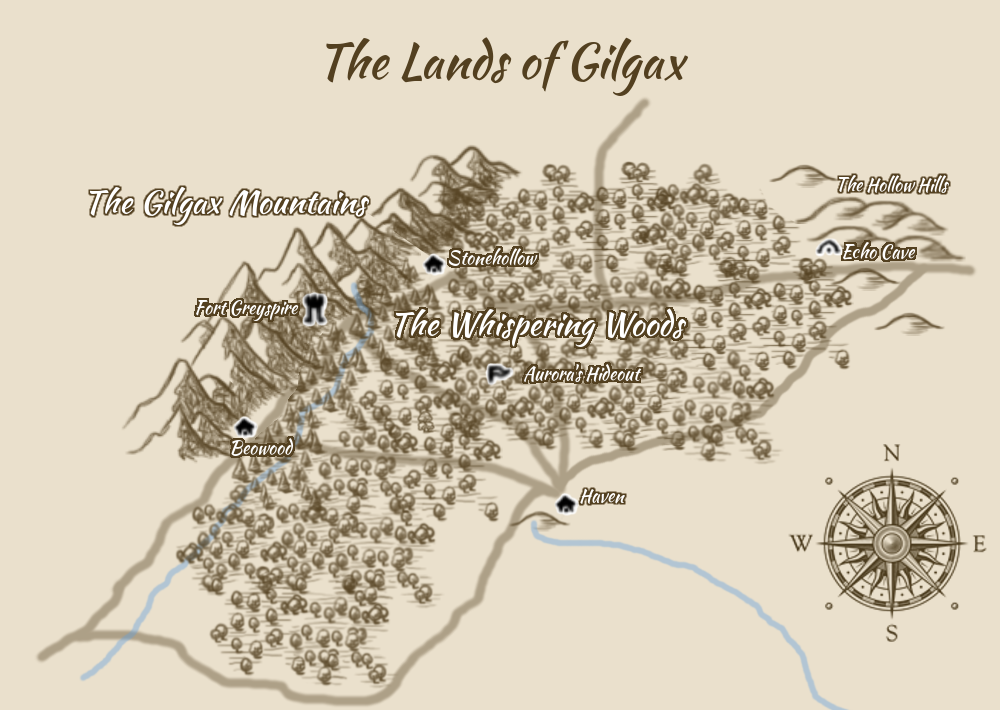 The Lands of Gilgax
The Hollow Hills
The Gilgax Mountains
Echo Cave
Stonehollow
Fort Greyspire
The Whispering Woods
Aurora's Hideout
Beowood
N
Haven
W
E
S